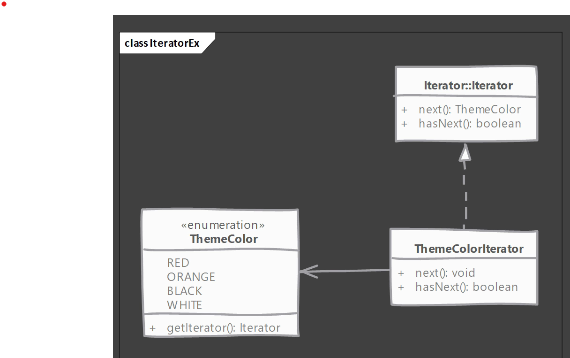 class IteratorEx
Iterator::Iterator
+ next(): ThemeColor
+ hasNext(): boolean
«enumeration»
ThemeColor
RED
ORANGE
BLACK
WHITE
+ getIterator(): Iterator
ThemeColorIterator
+ next(): void
+ hasNext(): boolean